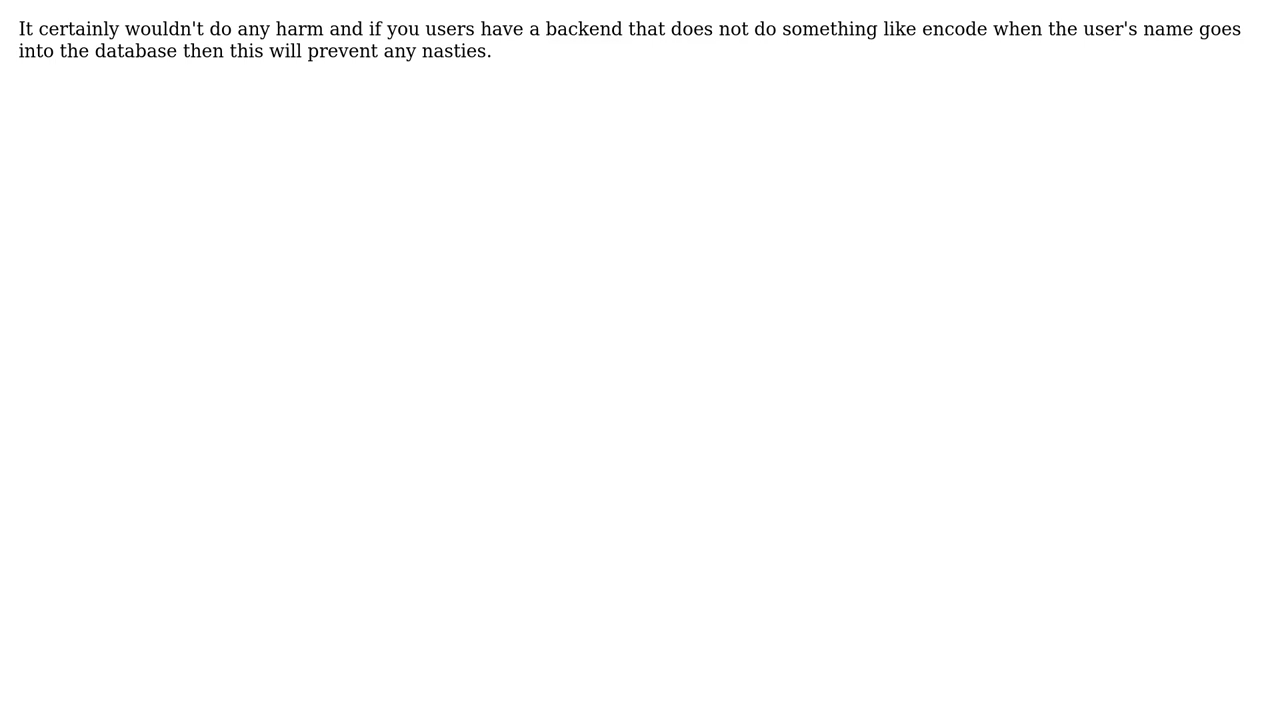 It certainly wouldn't do any harm and if you users have a backend that does not do something like encode when the user's name goes
into the database then this will prevent any nasties.